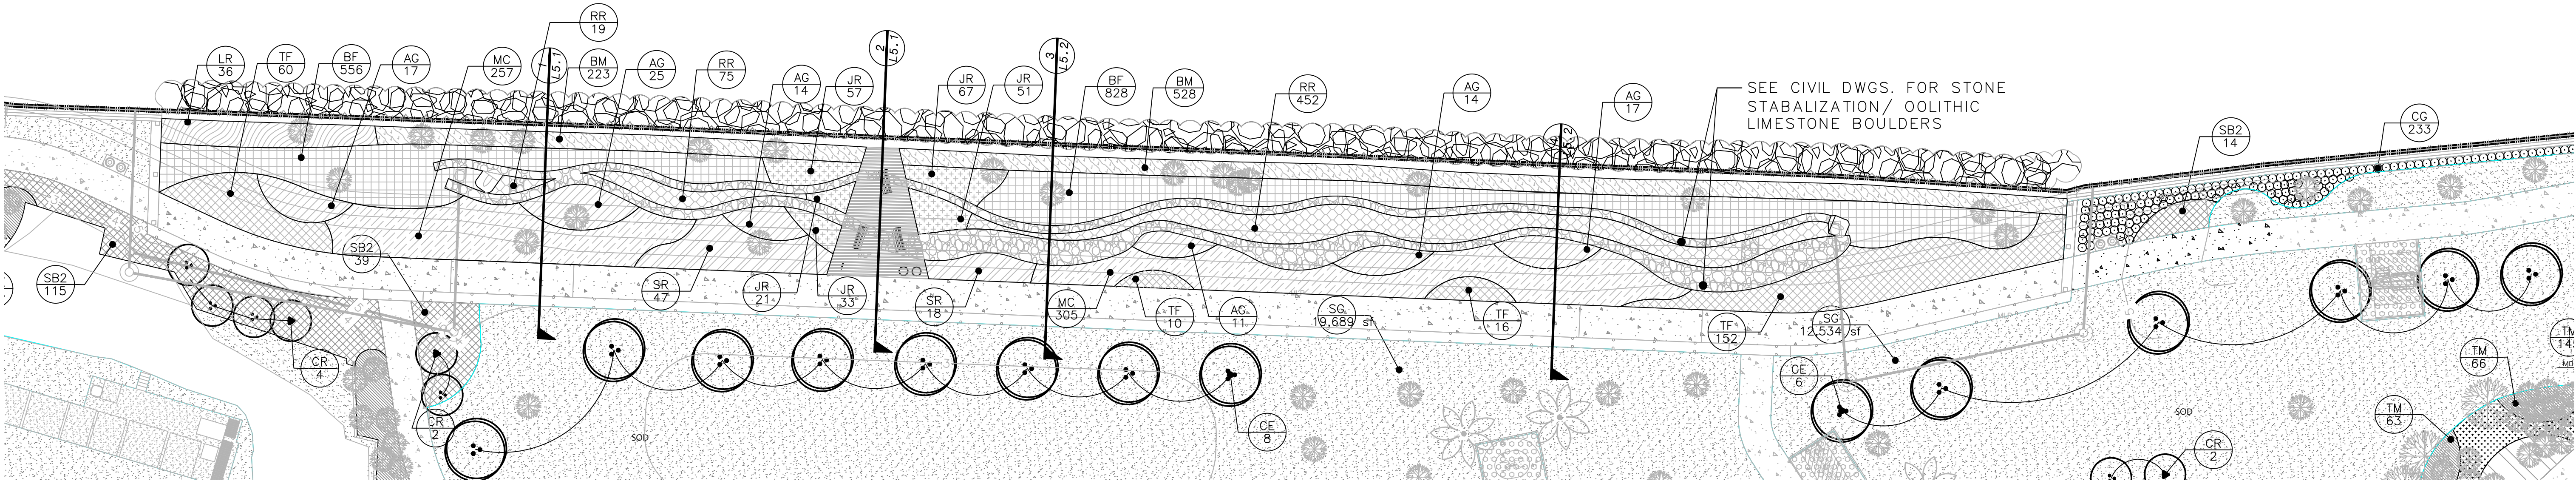 RR
19
LR
36
TF
60
BF
556
AG
17
MC
257
1
L5.1
BM
223
AG
25
RR
75
AG
14
JR
57
2
L5.1
JR
67
JR
51
3
L5.2
BF
828
BM
528
RR
452
AG
14
AG
17
L5.2
SEE CIVIL DWGS. FOR STONE
STABALIZATION/ OOLITHIC
LIMESTONE BOULDERS
SB2
14
CG
233
SB2
115
SB2
39
CR
4
CR
2
SR
47
JR
21
JR
33
SR
18
MC
305
TF
10
AG
11
SG
19,689 sf
TF
16
TF
152
SG
12,534 sf
CE
8
CE
6
TM
66
TM
63
CR
2
SOD
SOD